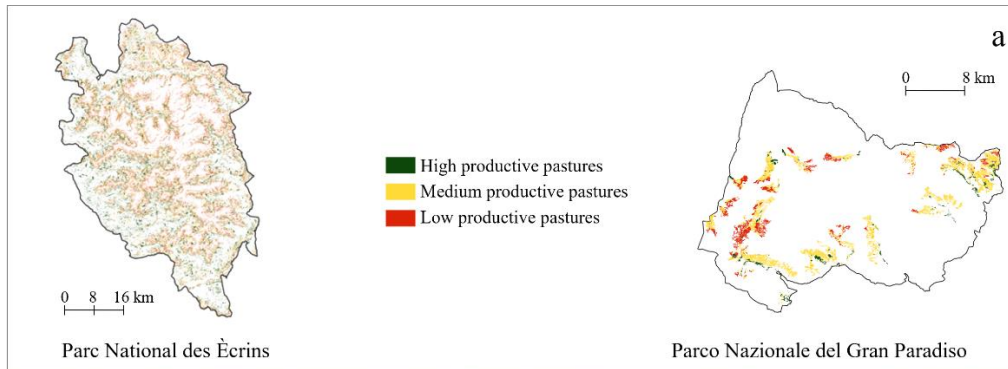 a
0 8 km
High productive pastures
Medium productive pastures
Low productive pastures
0 8 16 km
Parc National des Ècrins
Parco Nazionale del Gran Paradiso